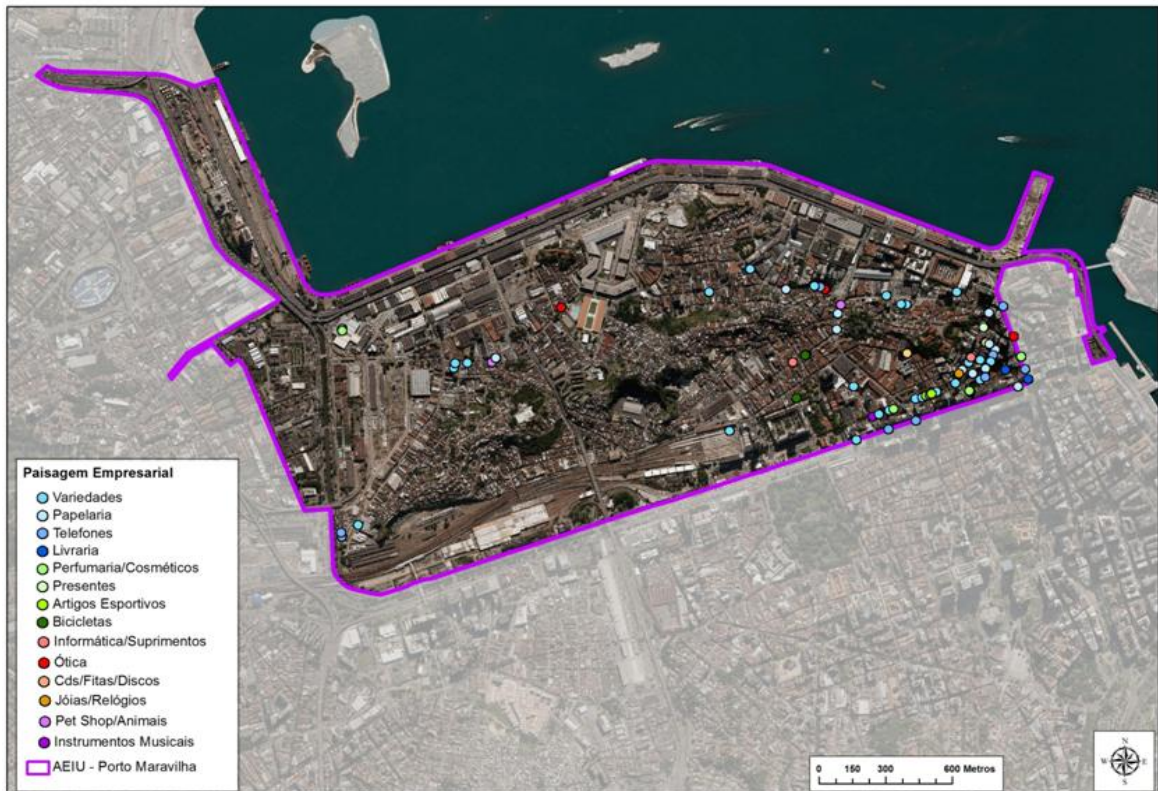 Paisagem Empresarial
Variedades
Papelaria
Telefones
Livraria
Perfumaria/Cosméticos
Presentes
Artigos Esportivos
Bicicletas
Informática/Suprimentos
Ótica
Cds/Fitas/Discos
Jóias/Relógios
Pet Shop/Animais
Instrumentos Musicais
AEIU - Porto Maravilha
0 150 300 600 Metros
N
W E
S